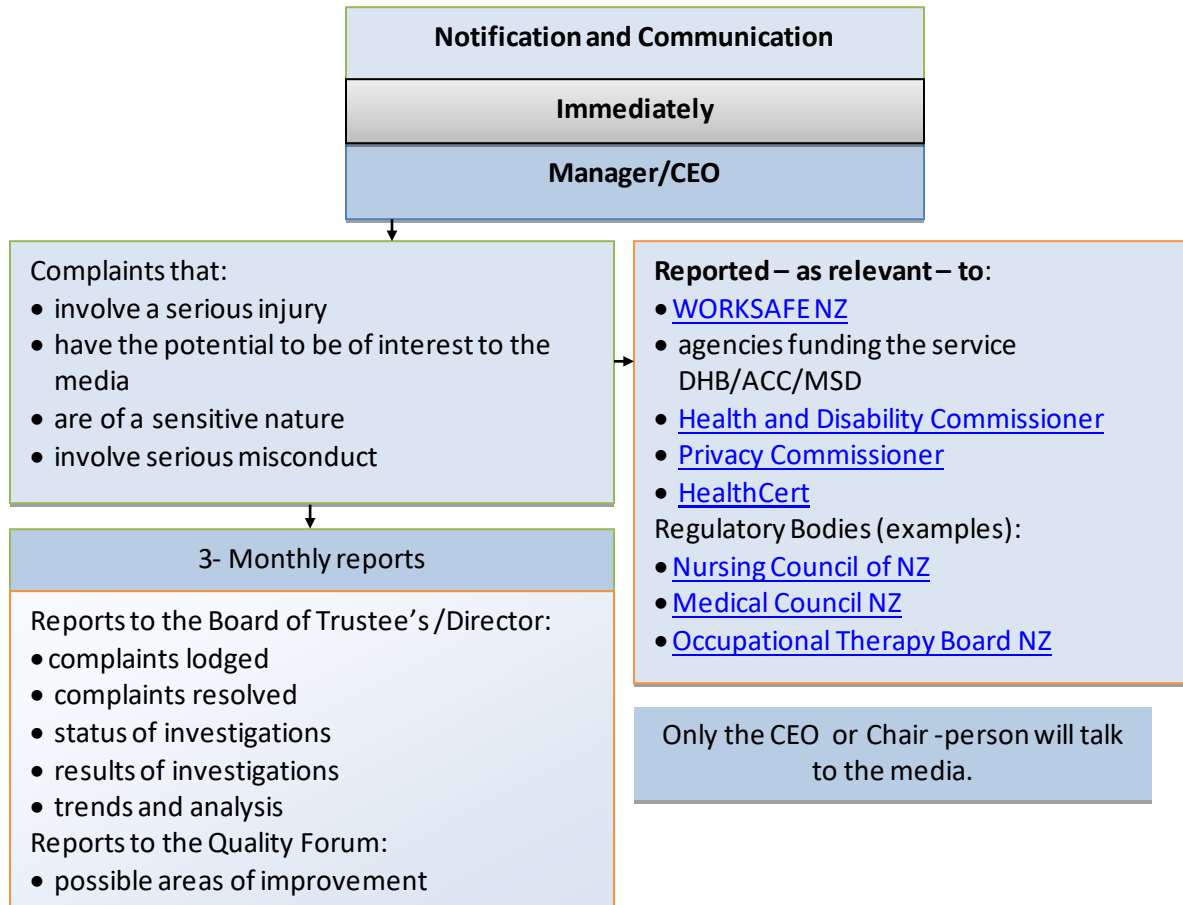 Notification and Communication
Immediately
Manager/CEO
Complaints that:
• involve a serious injury
• have the potential to be of interest to the
media
• are of a sensitive nature
• involve serious misconduct
Reported – as relevant – to:
• WORKSAFE NZ
• agencies funding the service
DHB/ACC/MSD
• Health and Disability Commissioner
• Privacy Commissioner
• HealthCert
Regulatory Bodies (examples):
• Nursing Council of NZ
• Medical Council NZ
• Occupational Therapy Board NZ
3- Monthly reports
Reports to the Board of Trustee's /Director:
• complaints lodged
• complaints resolved
• status of investigations
• results of investigations
• trends and analysis
Reports to the Quality Forum:
• possible areas of improvement
Only the CEO or Chair -person will talk
to the media.